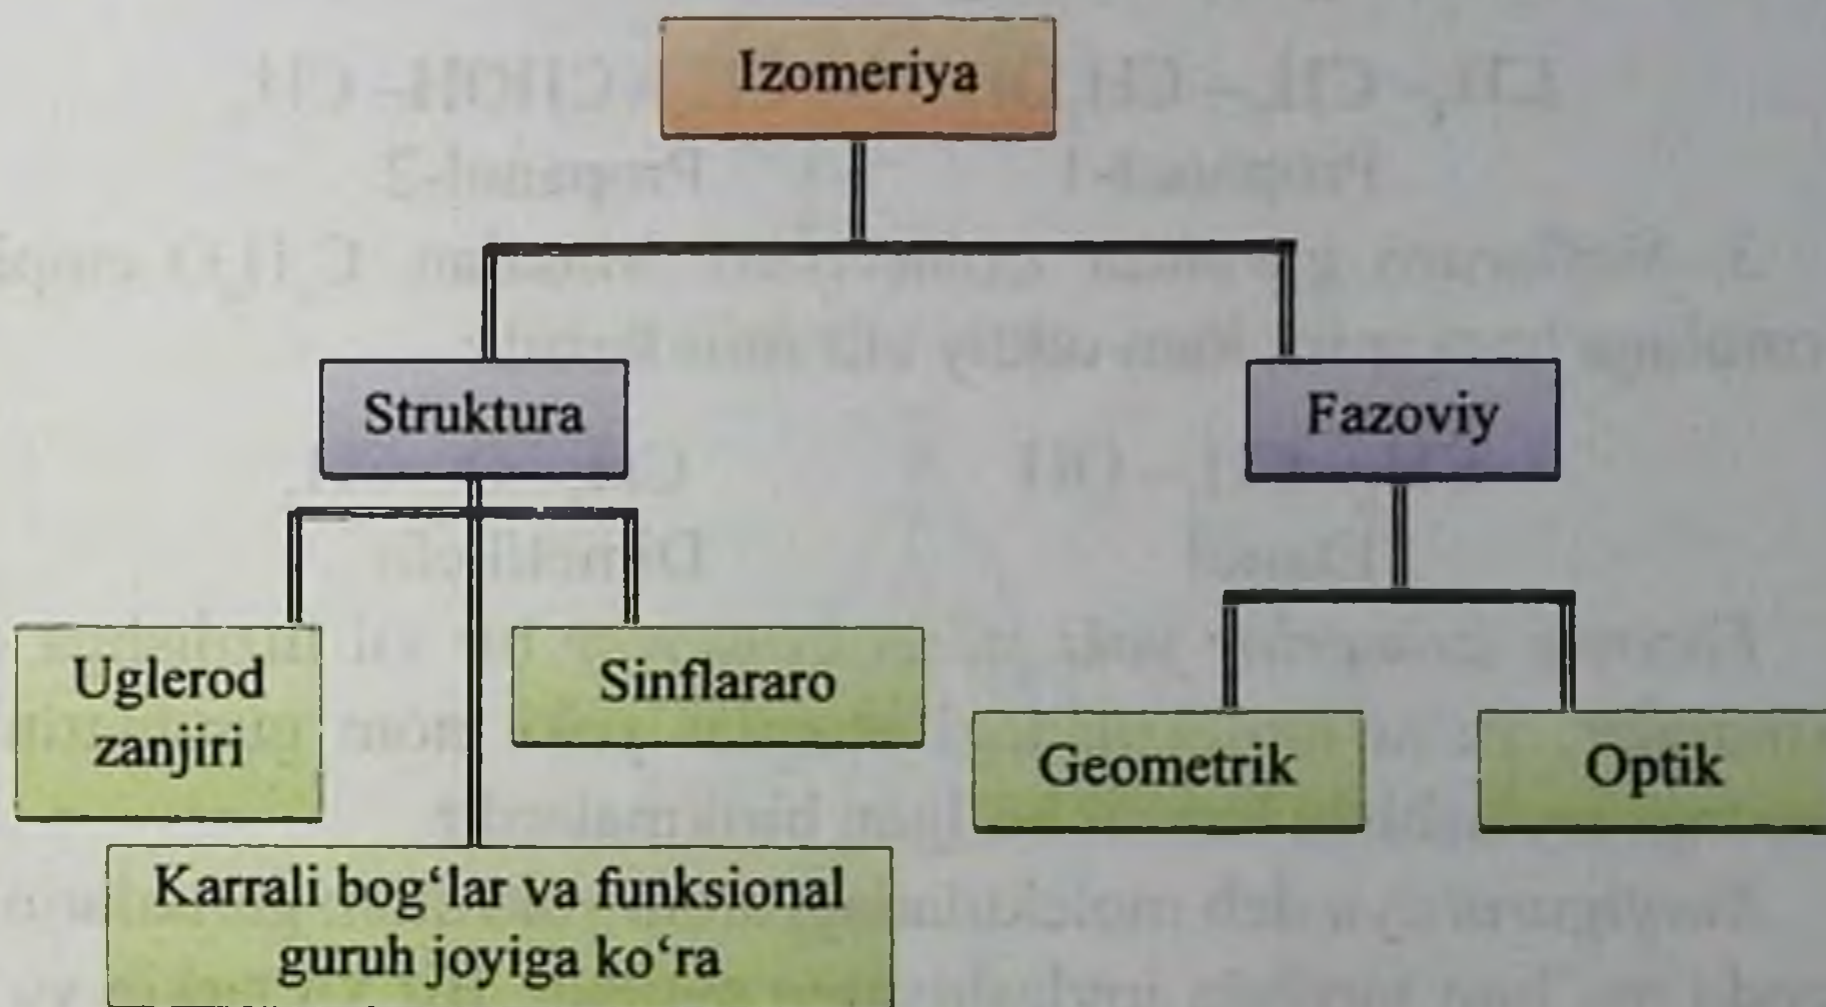 Izomeriya
Struktura
Fazoviy
Uglerod
zanjiri
Sinflararo
Geometrik
Optik
Karrali bog‘lar va funksional
guruh joyiga ko‘ra